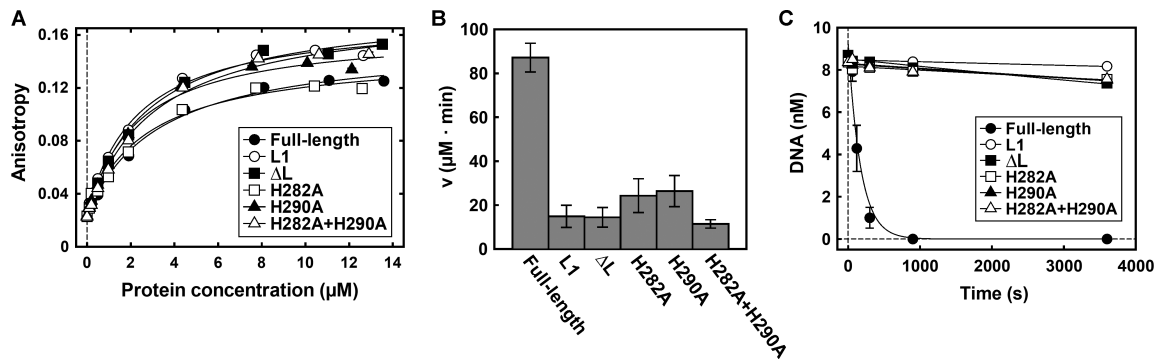 A
Anisotropy
0.16
0.12
0.08
0.04
0
Full-length
L1
ΔL
H282A
H290A
H282A+H290A
0 2 4 6 8 10 12 14
Protein concentration (µM)
B
v (µM · min)
100
80
60
40
20
0
Full-length
L1
ΔL
H282A
H290A
H282A+H290A
C
DNA (nM)
10
8
6
4
2
0
Full-length
L1
ΔL
H282A
H290A
H282A+H290A
0 1000 2000 3000 4000
Time (s)